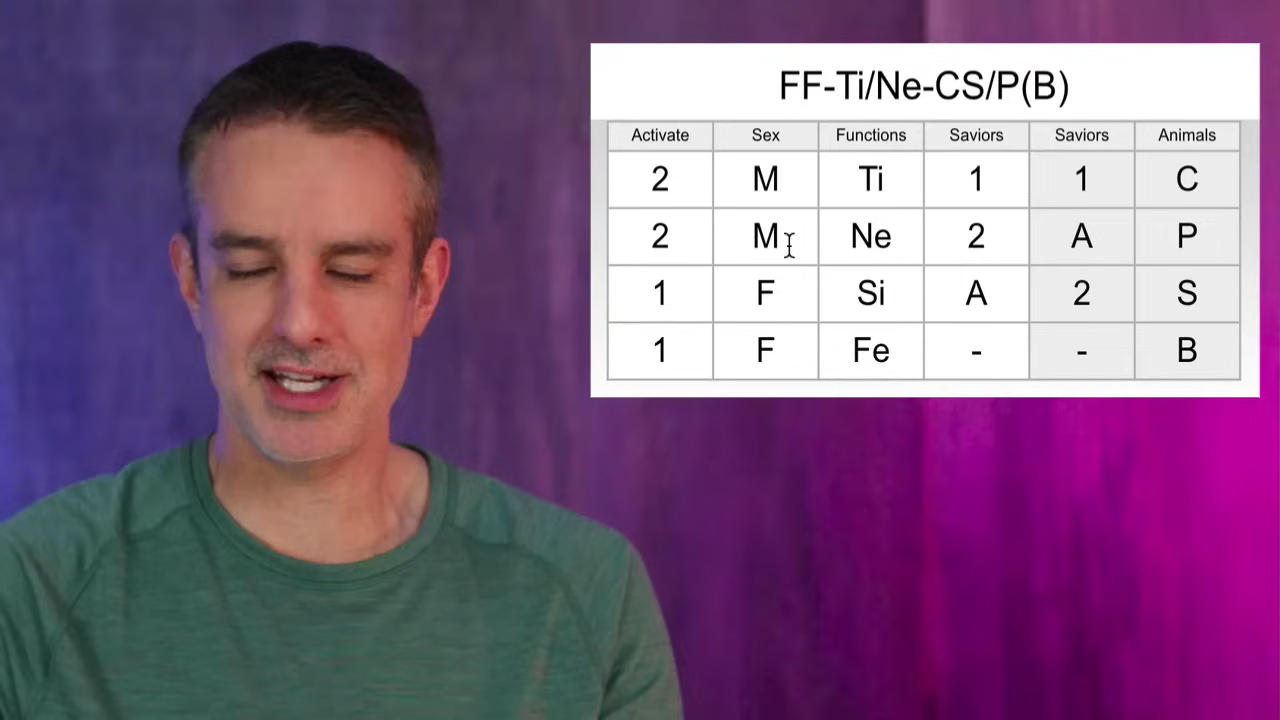 FF-Ti/Ne-CS/P(B)
Activate Sex Functions Saviors Saviors Animals
2 M Ti 1 1 C
2 M Ne 2 A P
1 F Si A 2 S
1 F Fe - - B